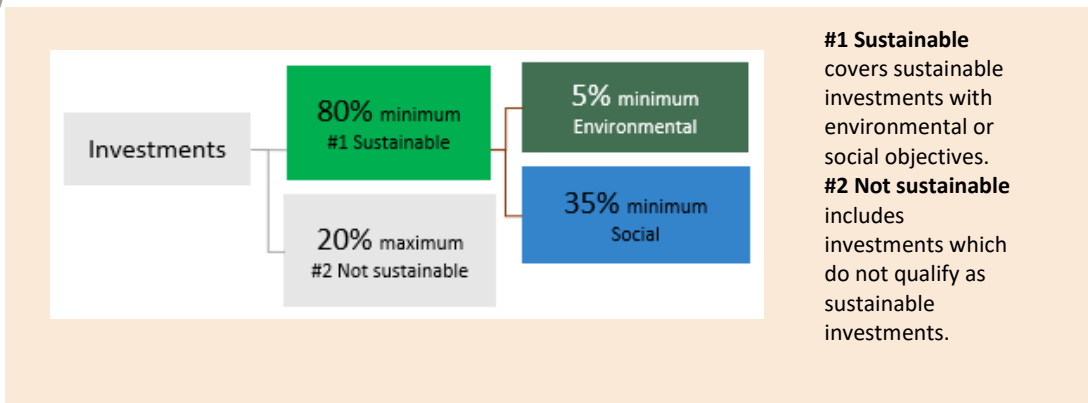 Investments
80% minimum
#1 Sustainable
20% maximum
#2 Not sustainable
5% minimum
Environmental
35% minimum
Social
#1 Sustainable
covers sustainable
investments with
environmental or
social objectives.
#2 Not sustainable
includes
investments which
do not qualify as
sustainable
investments.